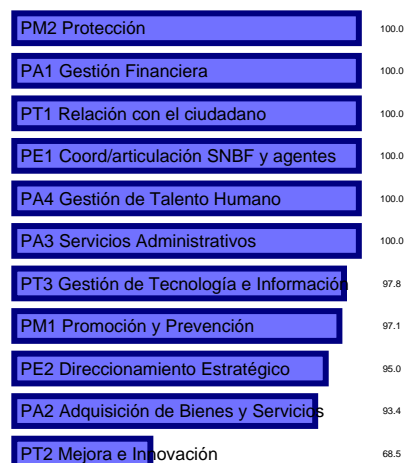 PM2 Protección 100.0
PA1 Gestión Financiera 100.0
PT1 Relación con el ciudadano 100.0
PE1 Coord/articulación SNBF y agentes 100.0
PA4 Gestión de Talento Humano 100.0
PA3 Servicios Administrativos 100.0
PT3 Gestión de Tecnología e Información 97.8
PM1 Promoción y Prevención 97.1
PE2 Direccionamiento Estratégico 95.0
PA2 Adquisición de Bienes y Servicios 93.4
PT2 Mejora e Innovación 68.5